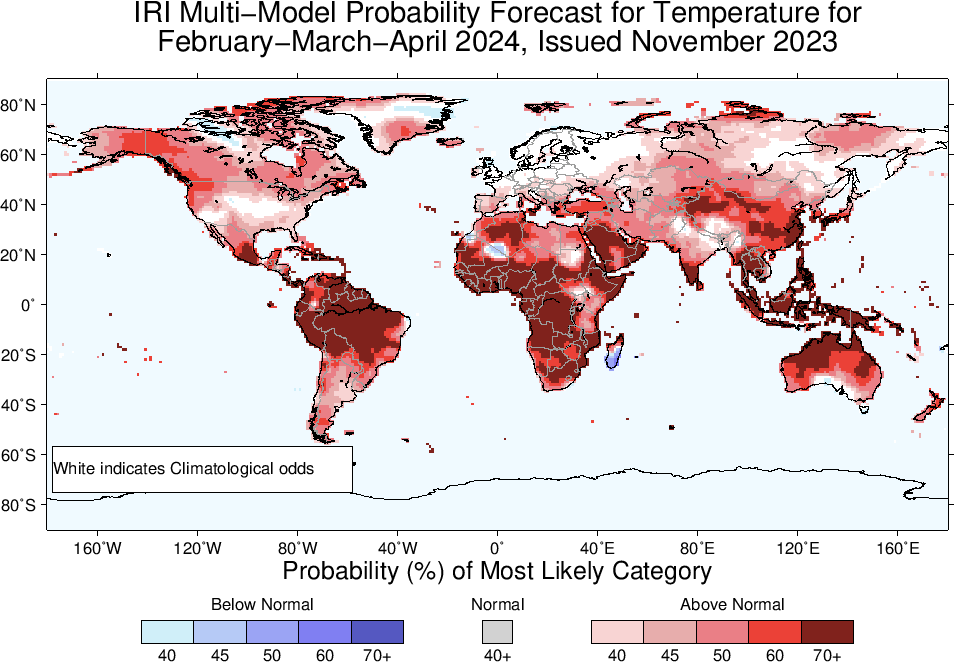 IRI Multi−Model Probability Forecast for Temperature for
February−March−April 2024, Issued November 2023
80˚N
60˚N
40˚N
20˚N
0˚
20˚S
40˚S
60˚S
80˚S
White indicates Climatological odds
160˚W 120˚W 80˚W 40˚W 0˚ 40˚E 80˚E 120˚E 160˚E
Probability (%) of Most Likely Category
Below Normal Normal Above Normal
40 45 50 60 70+ 40+ 40 45 50 60 70+